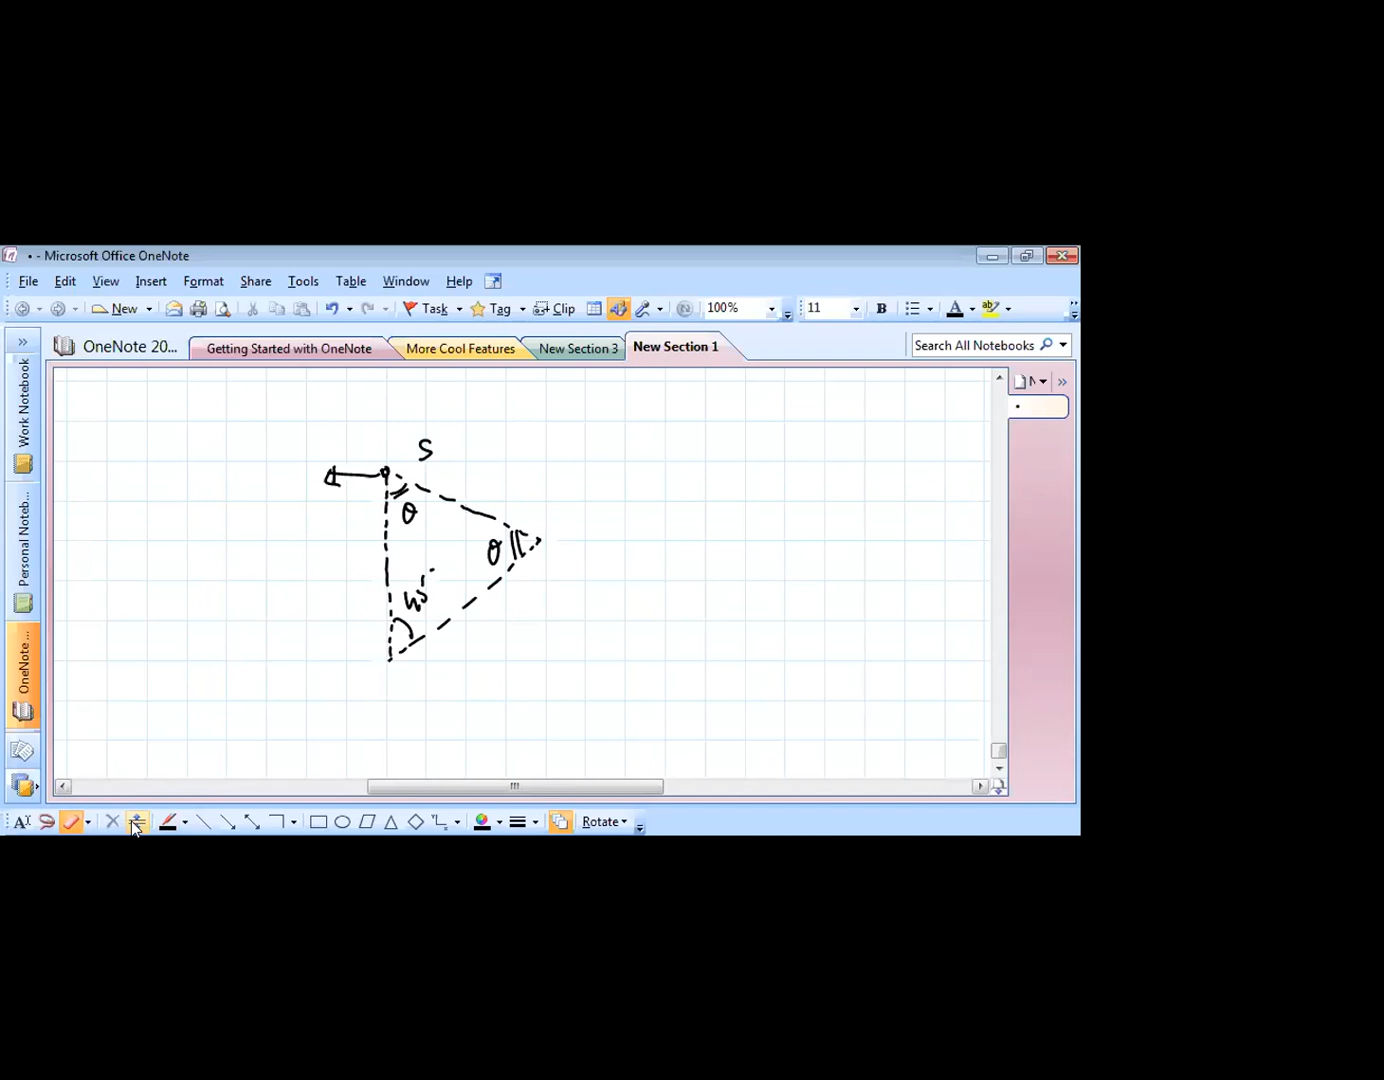 • - Microsoft Office OneNote
File Edit View Insert Format Share Tools Table Window Help
New Task Tag Clip 100% 11 B A ab
OneNote 20... Getting Started with OneNote More Cool Features New Section 3 New Section 1 Search All Notebooks
Work Notebook
Personal Noteb...
OneNote...
N
•
S
θ
θ
45°
A Rotate